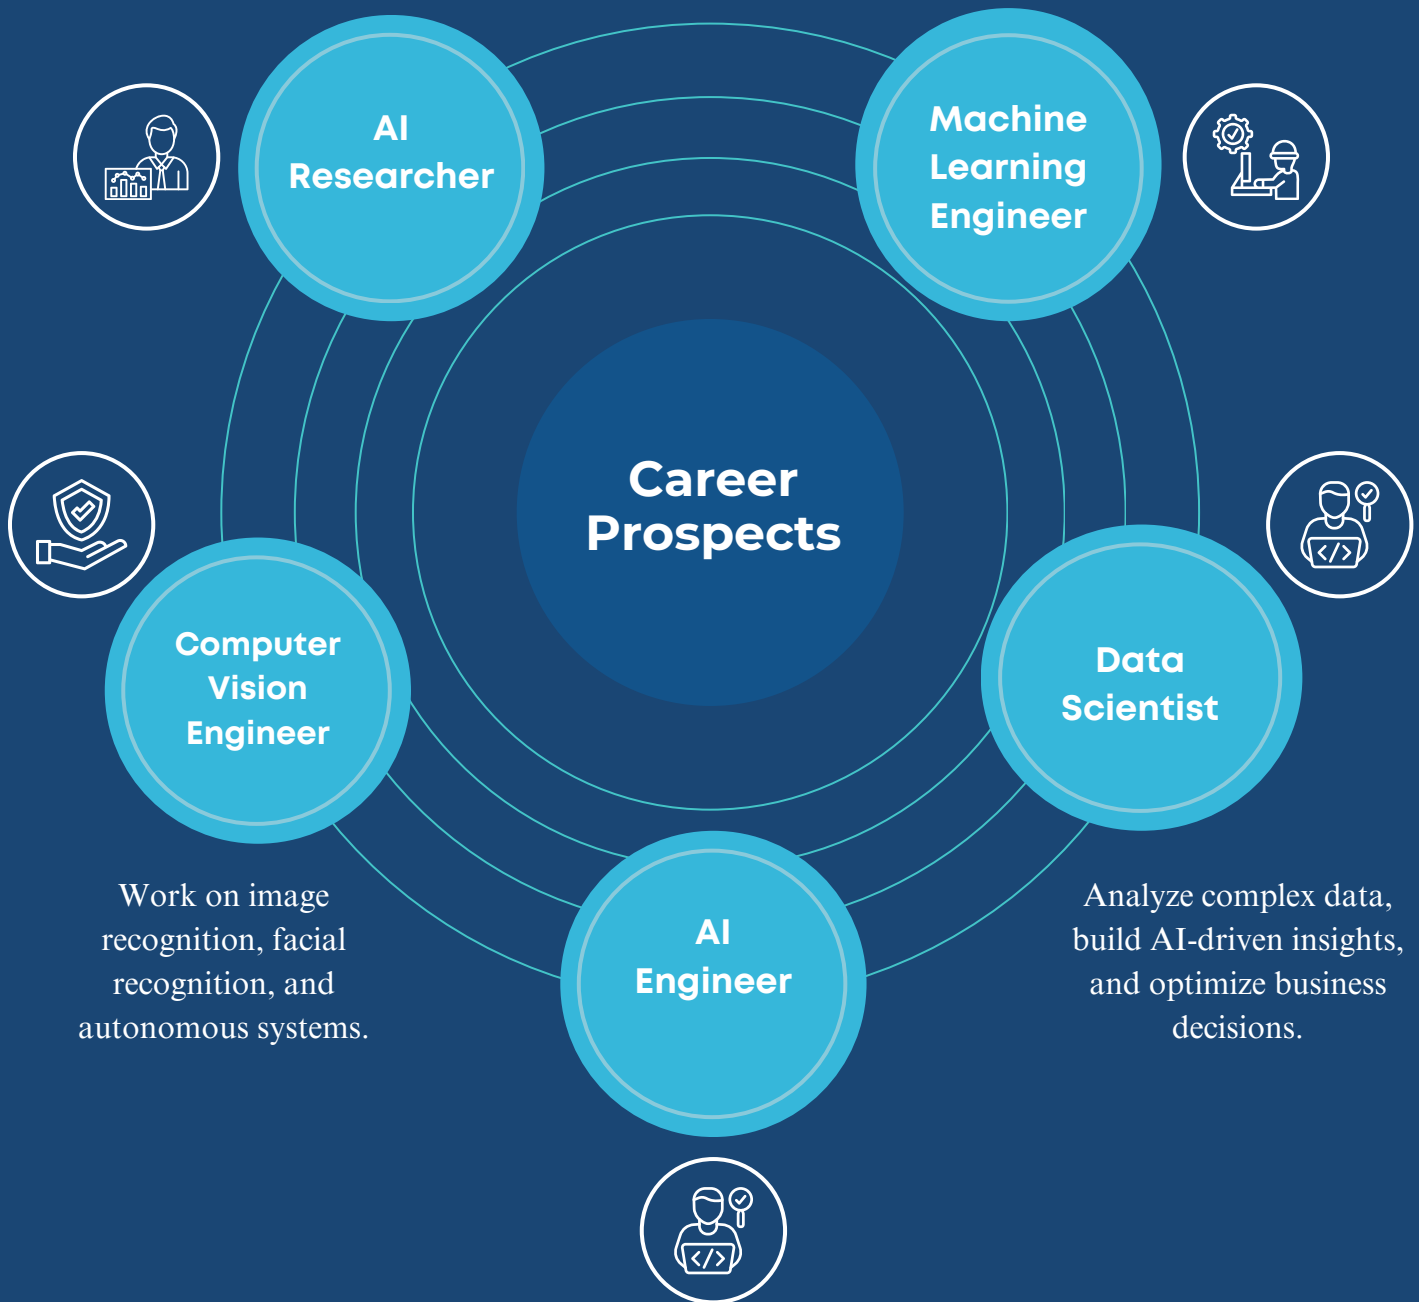 AI
Researcher
Machine
Learning
Engineer
Career
Prospects
Computer
Vision
Engineer
Data
Scientist
Work on image
recognition, facial
recognition, and
autonomous systems.
AI
Engineer
Analyze complex data,
build AI-driven insights,
and optimize business
decisions.